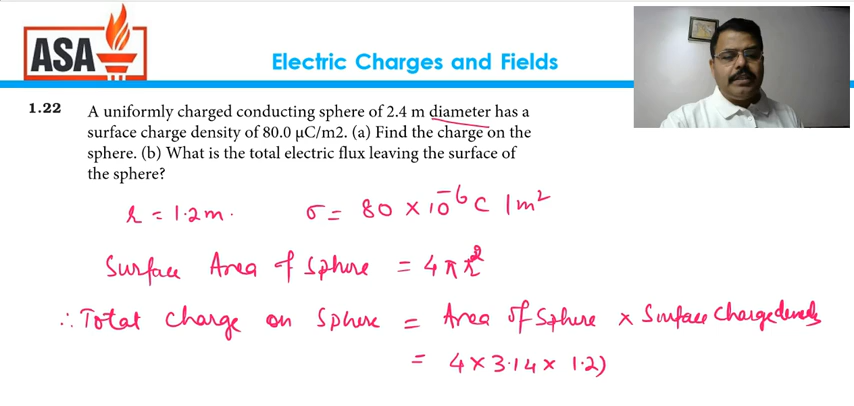 ASA
Electric Charges and Fields
1.22 A uniformly charged conducting sphere of 2.4 m diameter has a
surface charge density of 80.0 μC/m2. (a) Find the charge on the
sphere. (b) What is the total electric flux leaving the surface of
the sphere?
r = 1.2 m. σ = 80 × 10⁻⁶ C / m²
Surface Area of Sphere = 4πr²
∴ Total Charge on Sphere = Area of Sphere × Surface charge density
= 4 × 3.14 × 1.2)